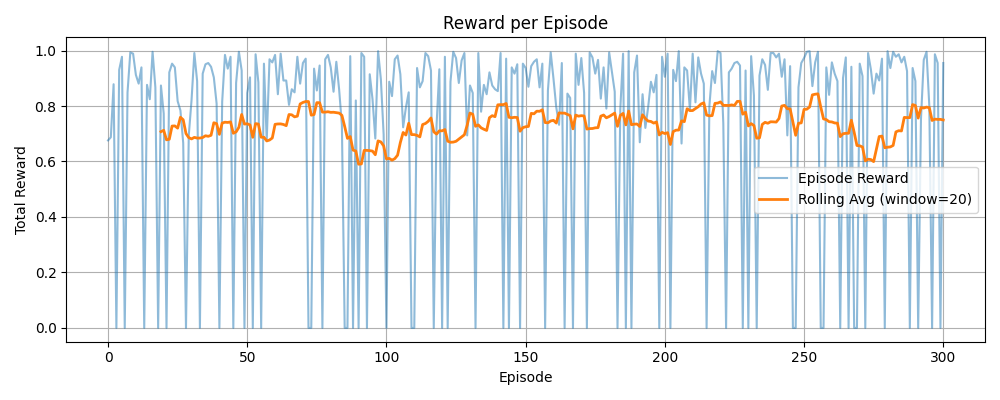 Reward per Episode
Total Reward
1.0
0.8
0.6
0.4
0.2
0.0
Episode Reward
Rolling Avg (window=20)
0 50 100 150 200 250 300
Episode